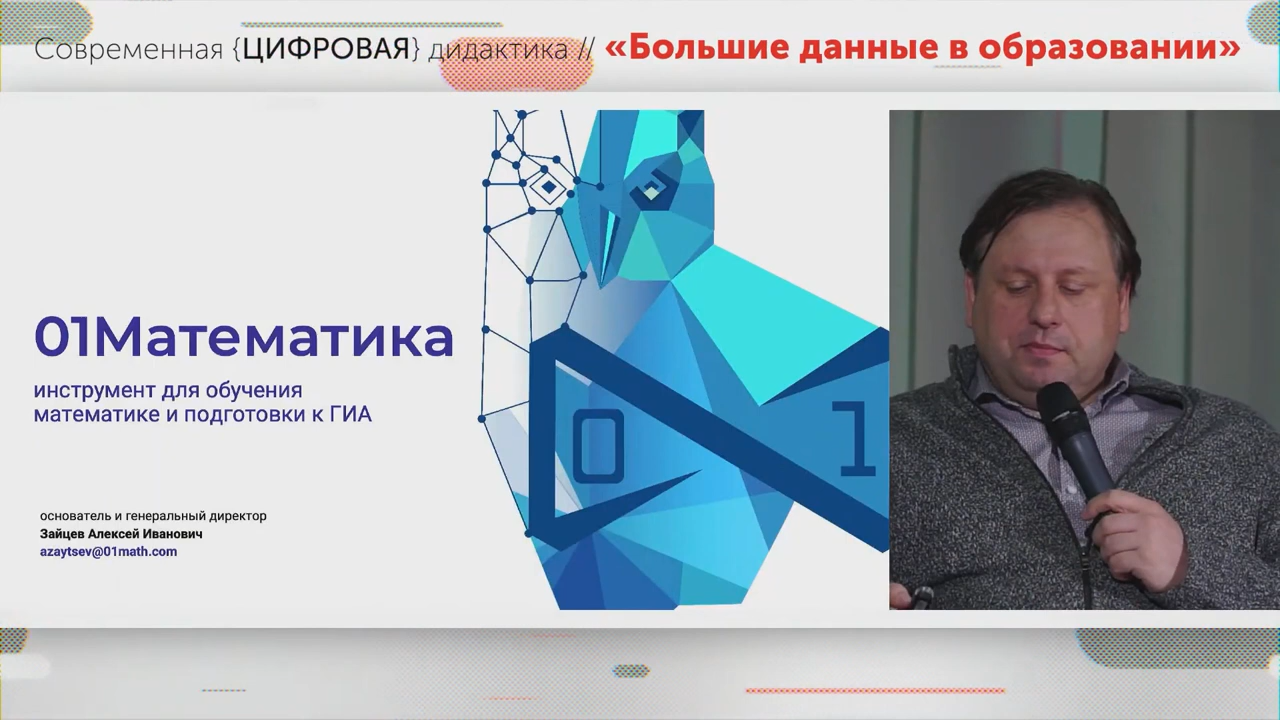 Современная {ЦИФРОВАЯ} дидактика // «Большие данные в образовании»
01Математика
инструмент для обучения
математике и подготовки к ГИА
основатель и генеральный директор
Зайцев Алексей Иванович
azaytsev@01math.com
0 1